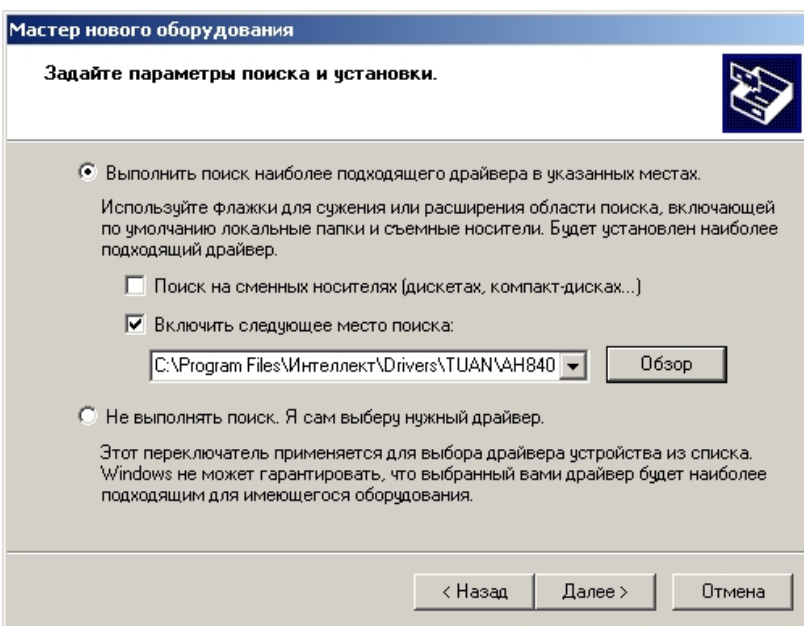 Мастер нового оборудования
Задайте параметры поиска и установки.
Выполнить поиск наиболее подходящего драйвера в указанных местах.
Используйте флажки для сужения или расширения области поиска, включающей
по умолчанию локальные папки и съемные носители. Будет установлен наиболее
подходящий драйвер.
Поиск на сменных носителях (дискетах, компакт-дисках...)
Включить следующее место поиска:
C:\Program Files\Интеллект\Drivers\TUAN\AH840
Обзор
Не выполнять поиск. Я сам выберу нужный драйвер.
Этот переключатель применяется для выбора драйвера устройства из списка.
Windows не может гарантировать, что выбранный вами драйвер будет наиболее
подходящим для имеющегося оборудования.
< Назад Далее > Отмена